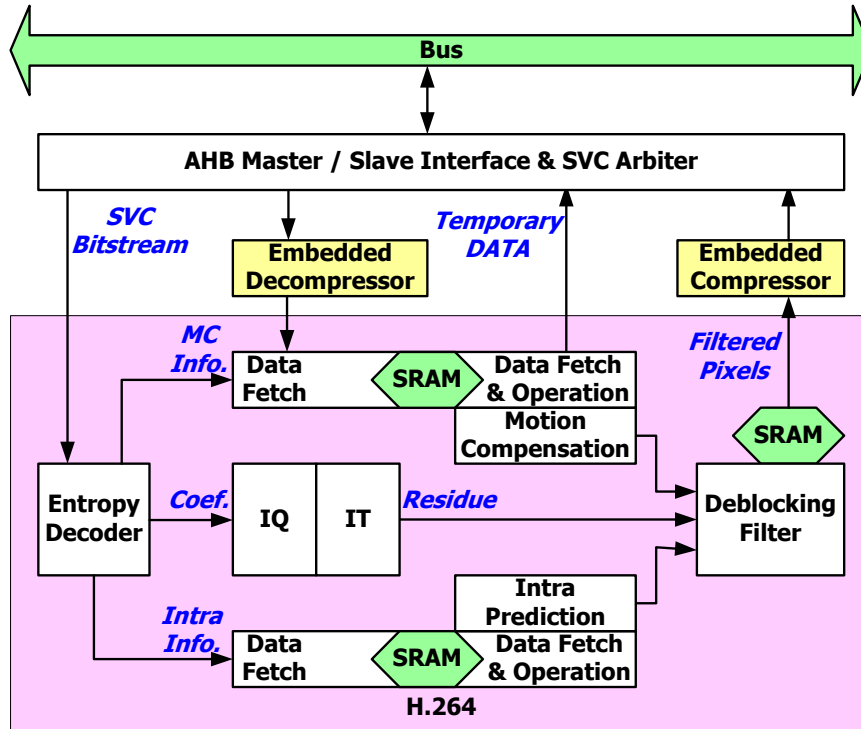 Bus
AHB Master / Slave Interface & SVC Arbiter
SVC
Bitstream
Temporary
DATA
Embedded
Decompressor
Embedded
Compressor
MC
Info.
Filtered
Pixels
Data
Fetch
SRAM
Data Fetch
& Operation
Motion
Compensation
SRAM
Entropy
Decoder
Coef.
IQ
IT
Residue
Deblocking
Filter
Intra
Prediction
Intra
Info.
Data
Fetch
SRAM
Data Fetch
& Operation
H.264